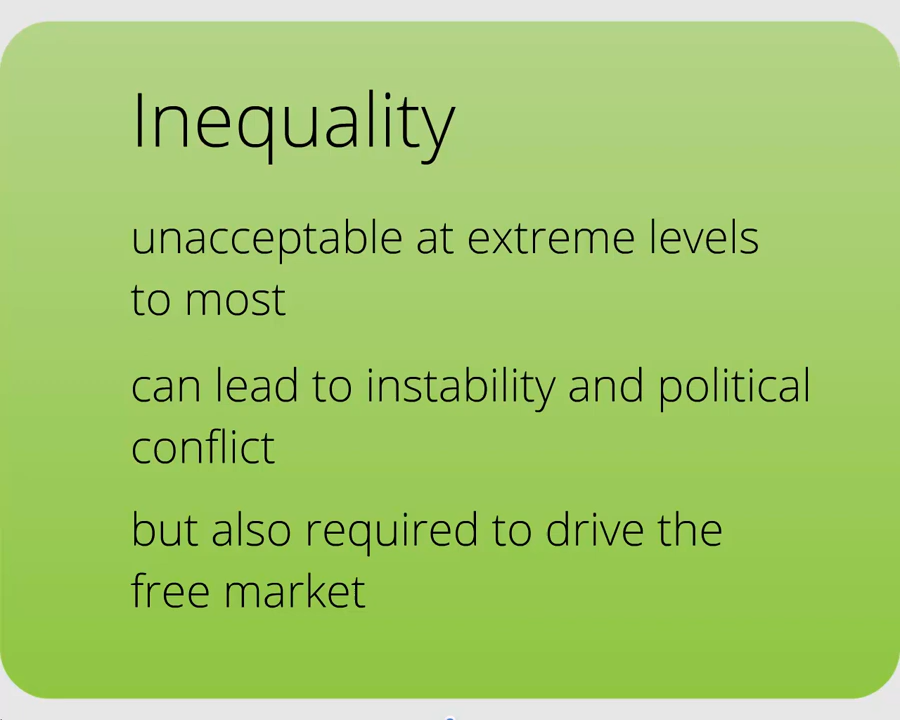 Inequality
unacceptable at extreme levels
to most
can lead to instability and political
conflict
but also required to drive the
free market